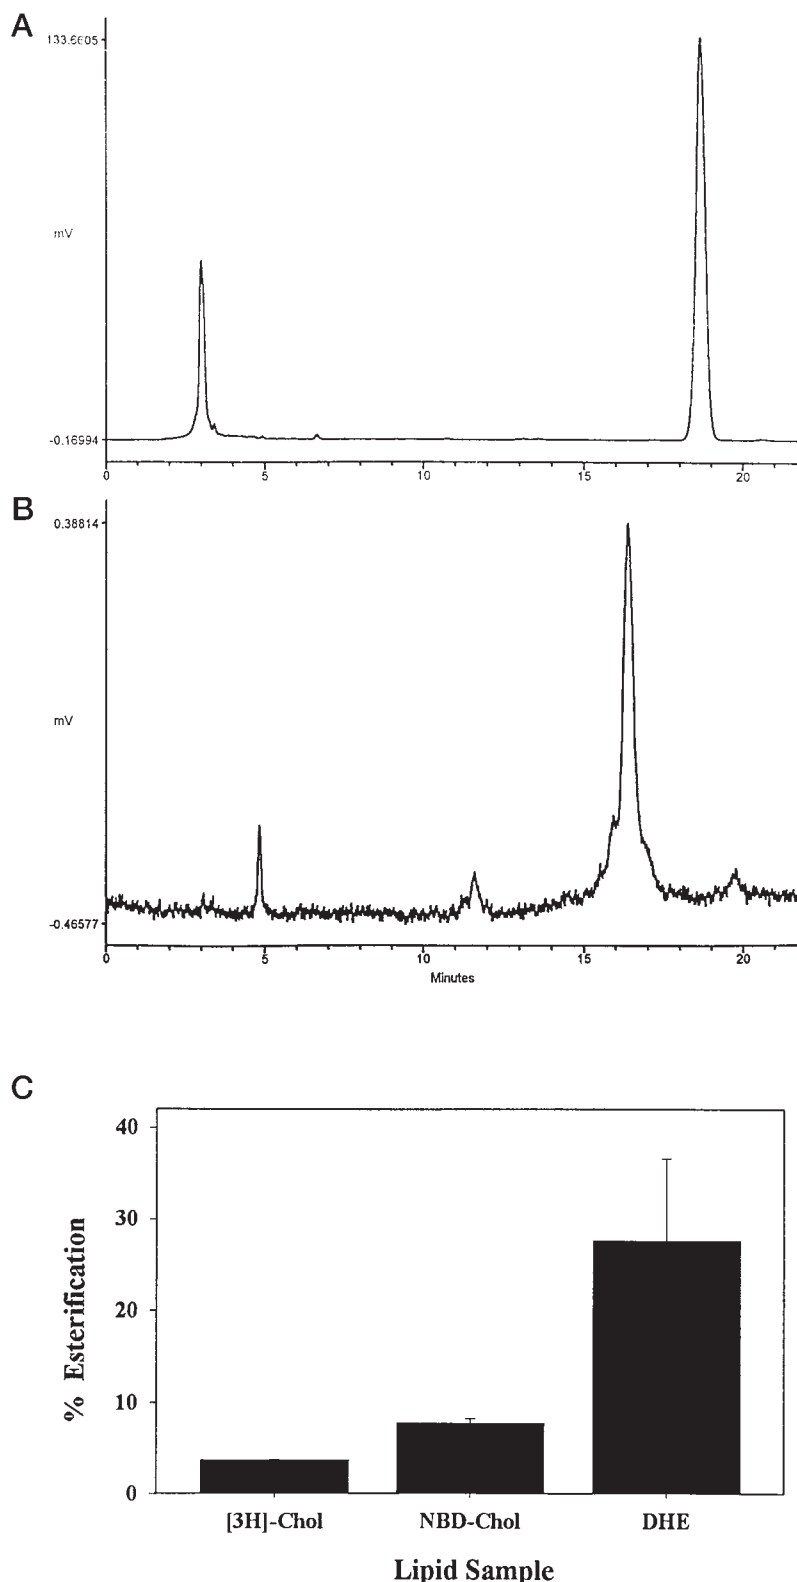 A
133.6605
mV
-0.16994
0 5 10 15 20
B
0.38814
mV
-0.46577
0 5 10 15 20
Minutes
C
40
30
20
10
0
% Esterification
[3H]-Chol NBD-Chol DHE
Lipid Sample